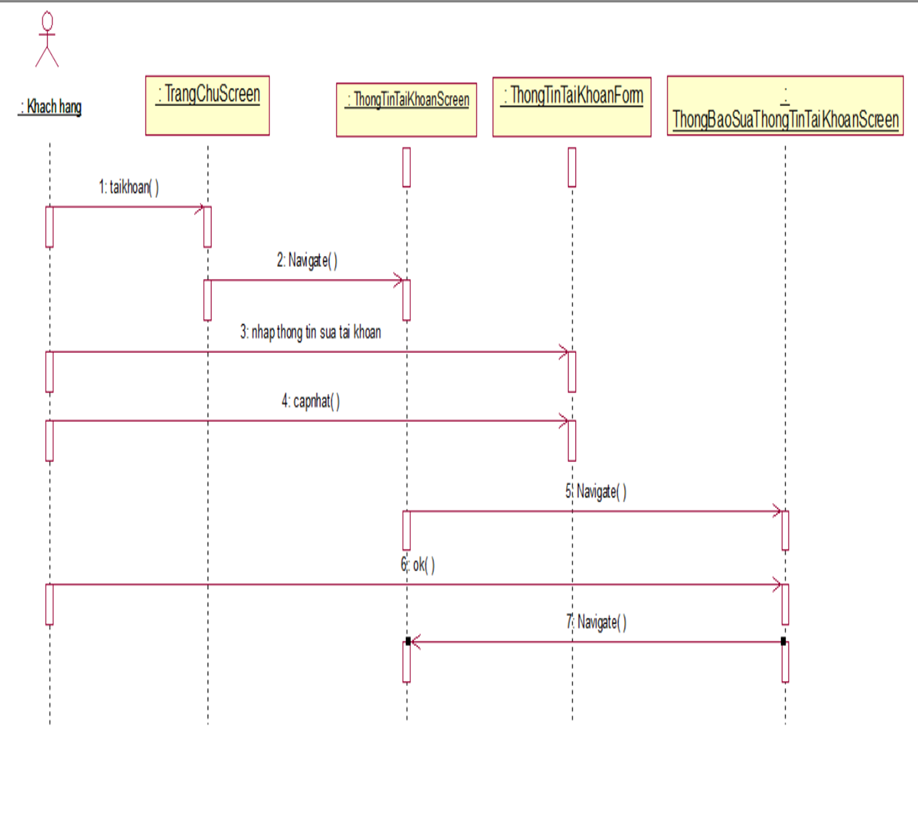 : Khach hang
: TrangChuScreen
: ThongTinTaiKhoanScreen
: ThongTinTaiKhoanForm
:
ThongBaoSuaThongTinTaiKhoanScreen
1: taikhoan( )
2: Navigate( )
3: nhap thong tin sua tai khoan
4: capnhat( )
5: Navigate( )
6: ok( )
7: Navigate( )